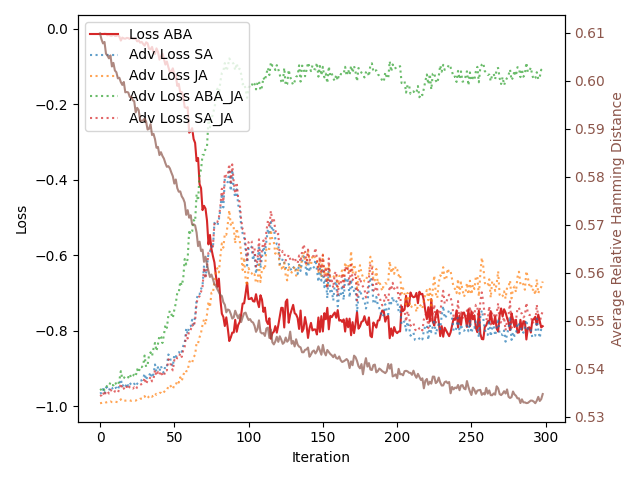 Loss ABA
Adv Loss SA
Adv Loss JA
Adv Loss ABA_JA
Adv Loss SA_JA
0.0
−0.2
−0.4
−0.6
−0.8
−1.0
Loss
0
50
100
150
200
250
300
Iteration
0.61
0.60
0.59
0.58
0.57
0.56
0.55
0.54
0.53
Average Relative Hamming Distance